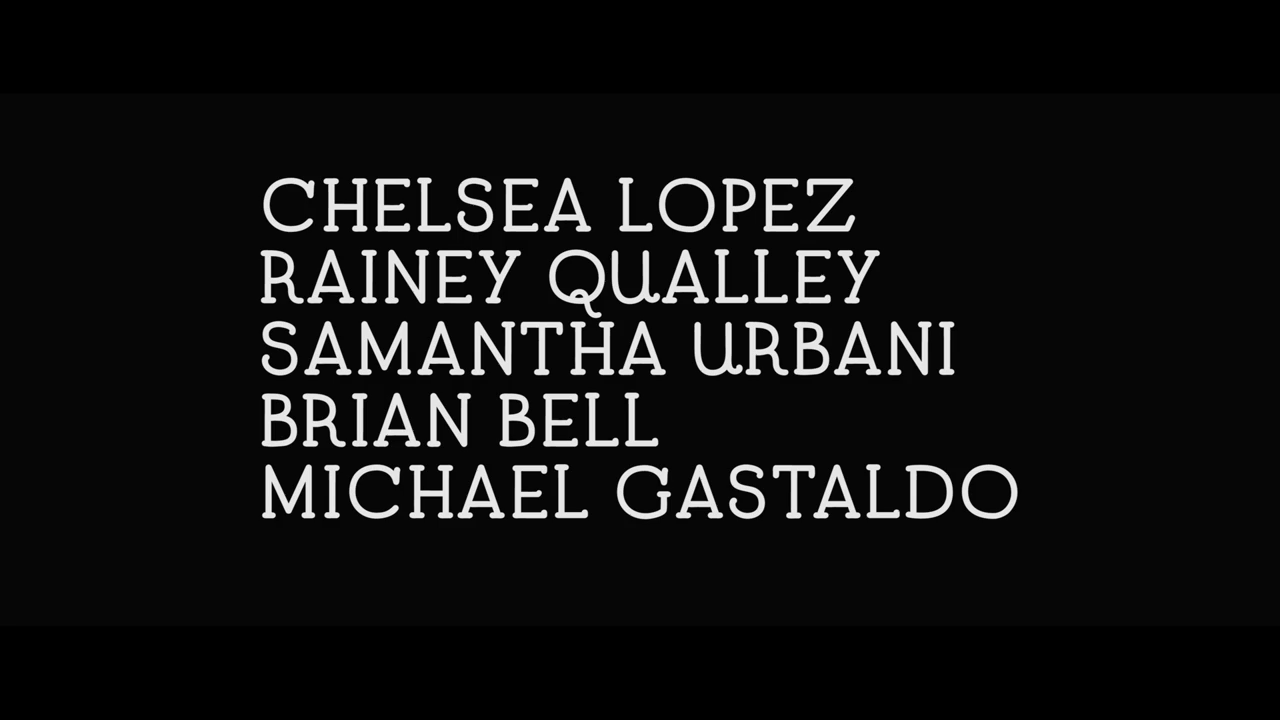 CHELSEA LOPEZ
RAINEY QUALLEY
SAMANTHA URBANI
BRIAN BELL
MICHAEL GASTALDO